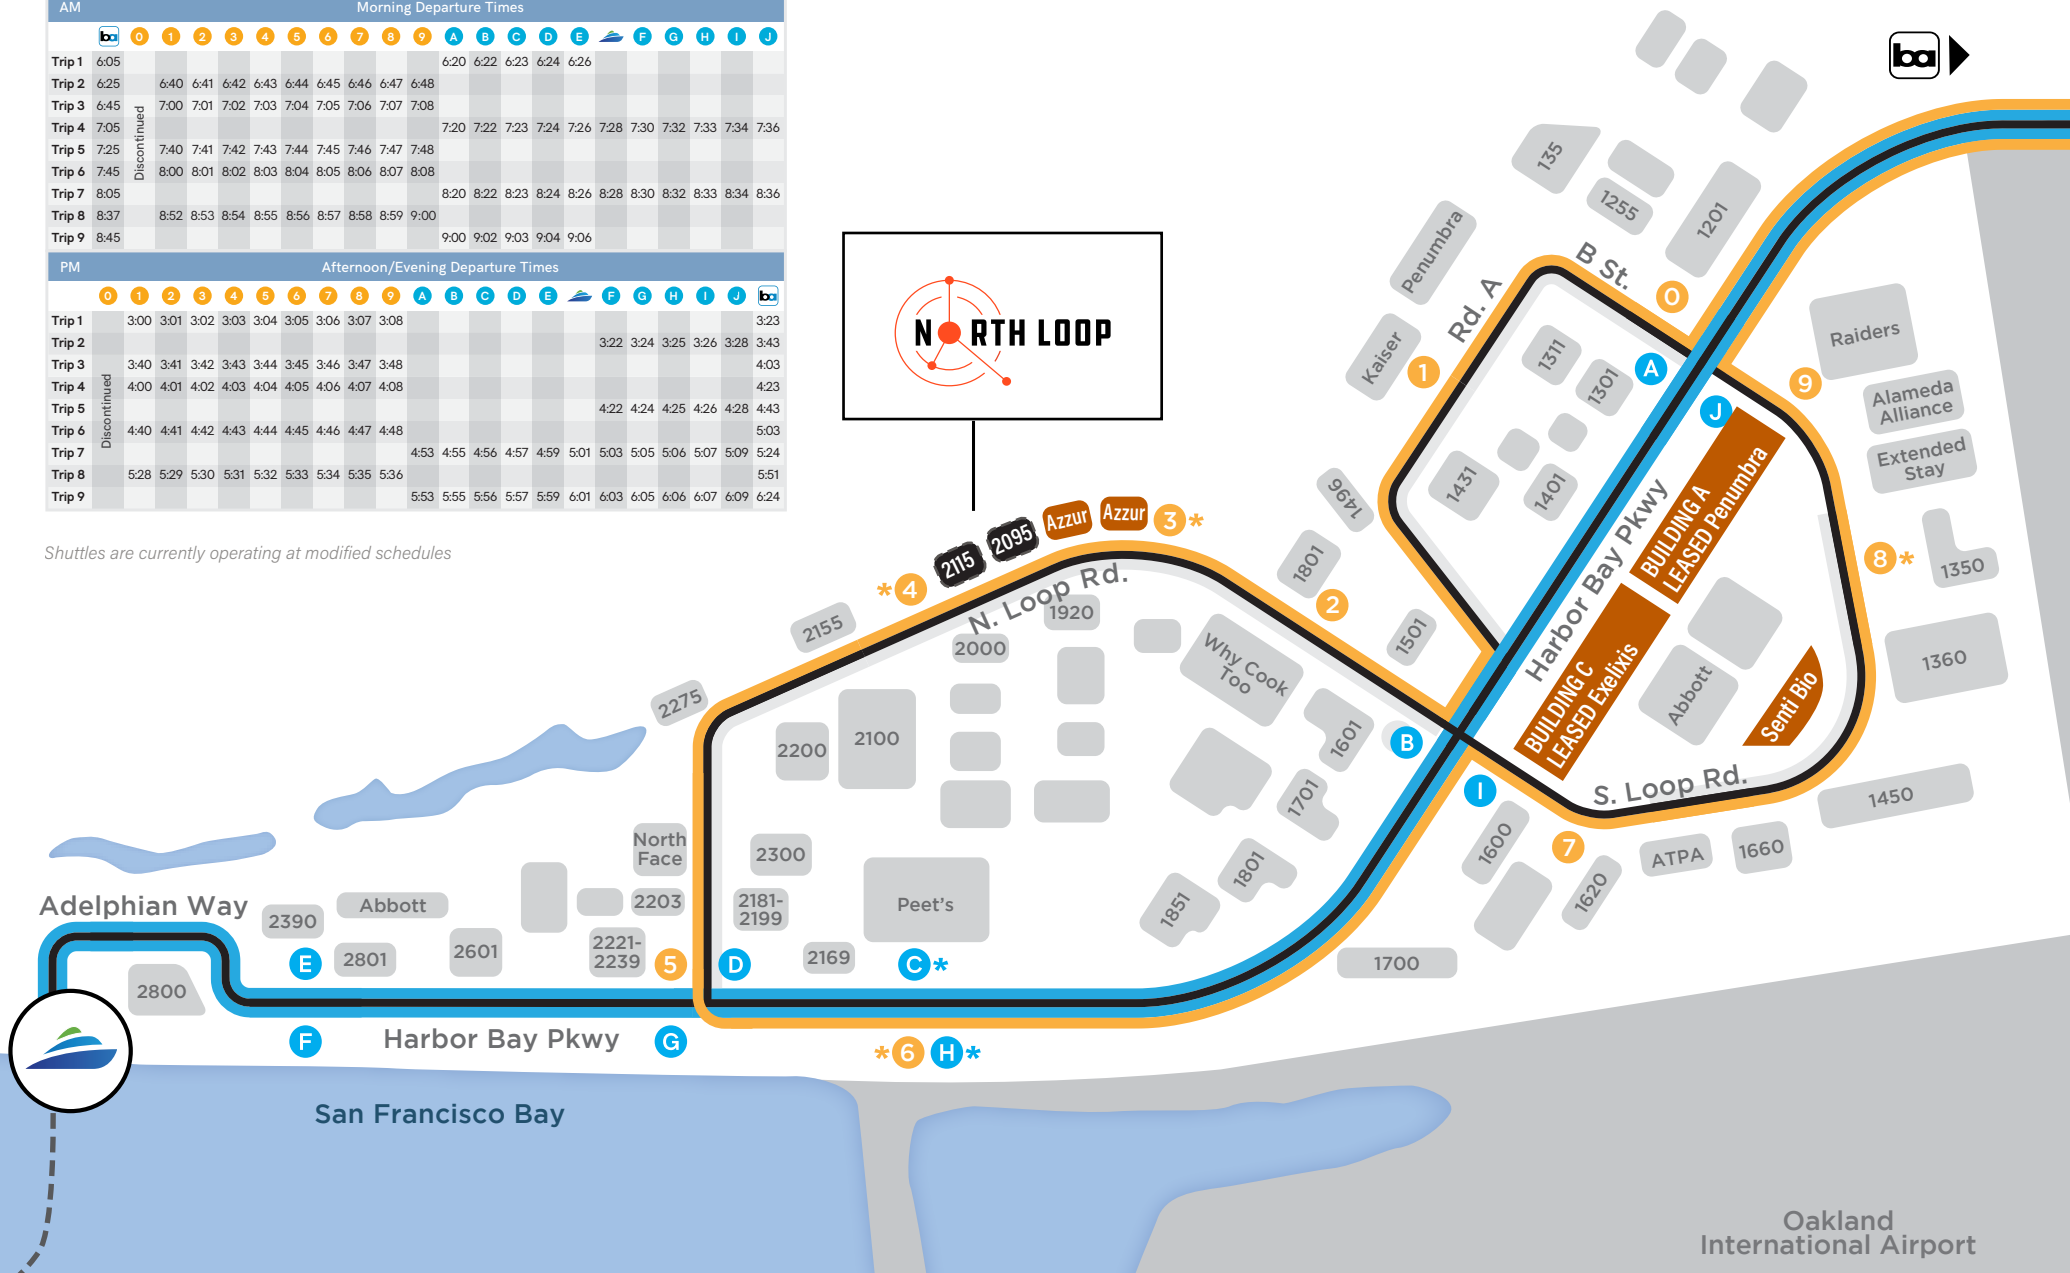 AM Morning Departure Times
ba 0 1 2 3 4 5 6 7 8 9 A B C D E F G H I J
Trip 1 6:05 6:20 6:22 6:23 6:24 6:26
Trip 2 6:25 6:40 6:41 6:42 6:43 6:44 6:45 6:46 6:47 6:48
Trip 3 6:45 7:00 7:01 7:02 7:03 7:04 7:05 7:06 7:07 7:08
Trip 4 7:05 7:20 7:22 7:23 7:24 7:26 7:28 7:30 7:32 7:33 7:34 7:36
Trip 5 7:25 7:40 7:41 7:42 7:43 7:44 7:45 7:46 7:47 7:48
Trip 6 7:45 8:00 8:01 8:02 8:03 8:04 8:05 8:06 8:07 8:08
Trip 7 8:05 8:20 8:22 8:23 8:24 8:26 8:28 8:30 8:32 8:33 8:34 8:36
Trip 8 8:37 8:52 8:53 8:54 8:55 8:56 8:57 8:58 8:59 9:00
Trip 9 8:45 9:00 9:02 9:03 9:04 9:06
Discontinued
PM Afternoon/Evening Departure Times
0 1 2 3 4 5 6 7 8 9 A B C D E F G H I J ba
Trip 1 3:00 3:01 3:02 3:03 3:04 3:05 3:06 3:07 3:08 3:23
Trip 2 3:22 3:24 3:25 3:26 3:28 3:43
Trip 3 3:40 3:41 3:42 3:43 3:44 3:45 3:46 3:47 3:48 4:03
Trip 4 4:00 4:01 4:02 4:03 4:04 4:05 4:06 4:07 4:08 4:23
Trip 5 4:22 4:24 4:25 4:26 4:28 4:43
Trip 6 4:40 4:41 4:42 4:43 4:44 4:45 4:46 4:47 4:48 5:03
Trip 7 4:53 4:55 4:56 4:57 4:59 5:01 5:03 5:05 5:06 5:07 5:09 5:24
Trip 8 5:28 5:29 5:30 5:31 5:32 5:33 5:34 5:35 5:36 5:51
Trip 9 5:53 5:55 5:56 5:57 5:59 6:01 6:03 6:05 6:06 6:07 6:09 6:24
Discontinued
Shuttles are currently operating at modified schedules
NORTH LOOP
ba
135
1255
1201
Penumbra
B St.
0
Rd. A
Kaiser
1
1311
1301
A
J
9
Raiders
Alameda
Alliance
Extended
Stay
1431
1401
1496
Harbor Bay Pkwy
BUILDING A
LEASED Penumbra
8*
1350
1360
2115
2095
Azzur
Azzur
3*
*4
N. Loop Rd.
1801
2
1501
2155
1920
2000
Why Cook
Too
BUILDING C
LEASED Exelixis
Abbott
Senti Bio
2275
2200
2100
1601
B
I
S. Loop Rd.
1450
1701
1600
7
ATPA
1660
1620
North
Face
2300
1801
1851
Adelphian Way
2390
Abbott
2203
2181-
2199
Peet's
E
2801
2601
2221-
2239
5
D
2169
C*
1700
2800
F
Harbor Bay Pkwy
G
*6
H*
San Francisco Bay
Oakland
International Airport